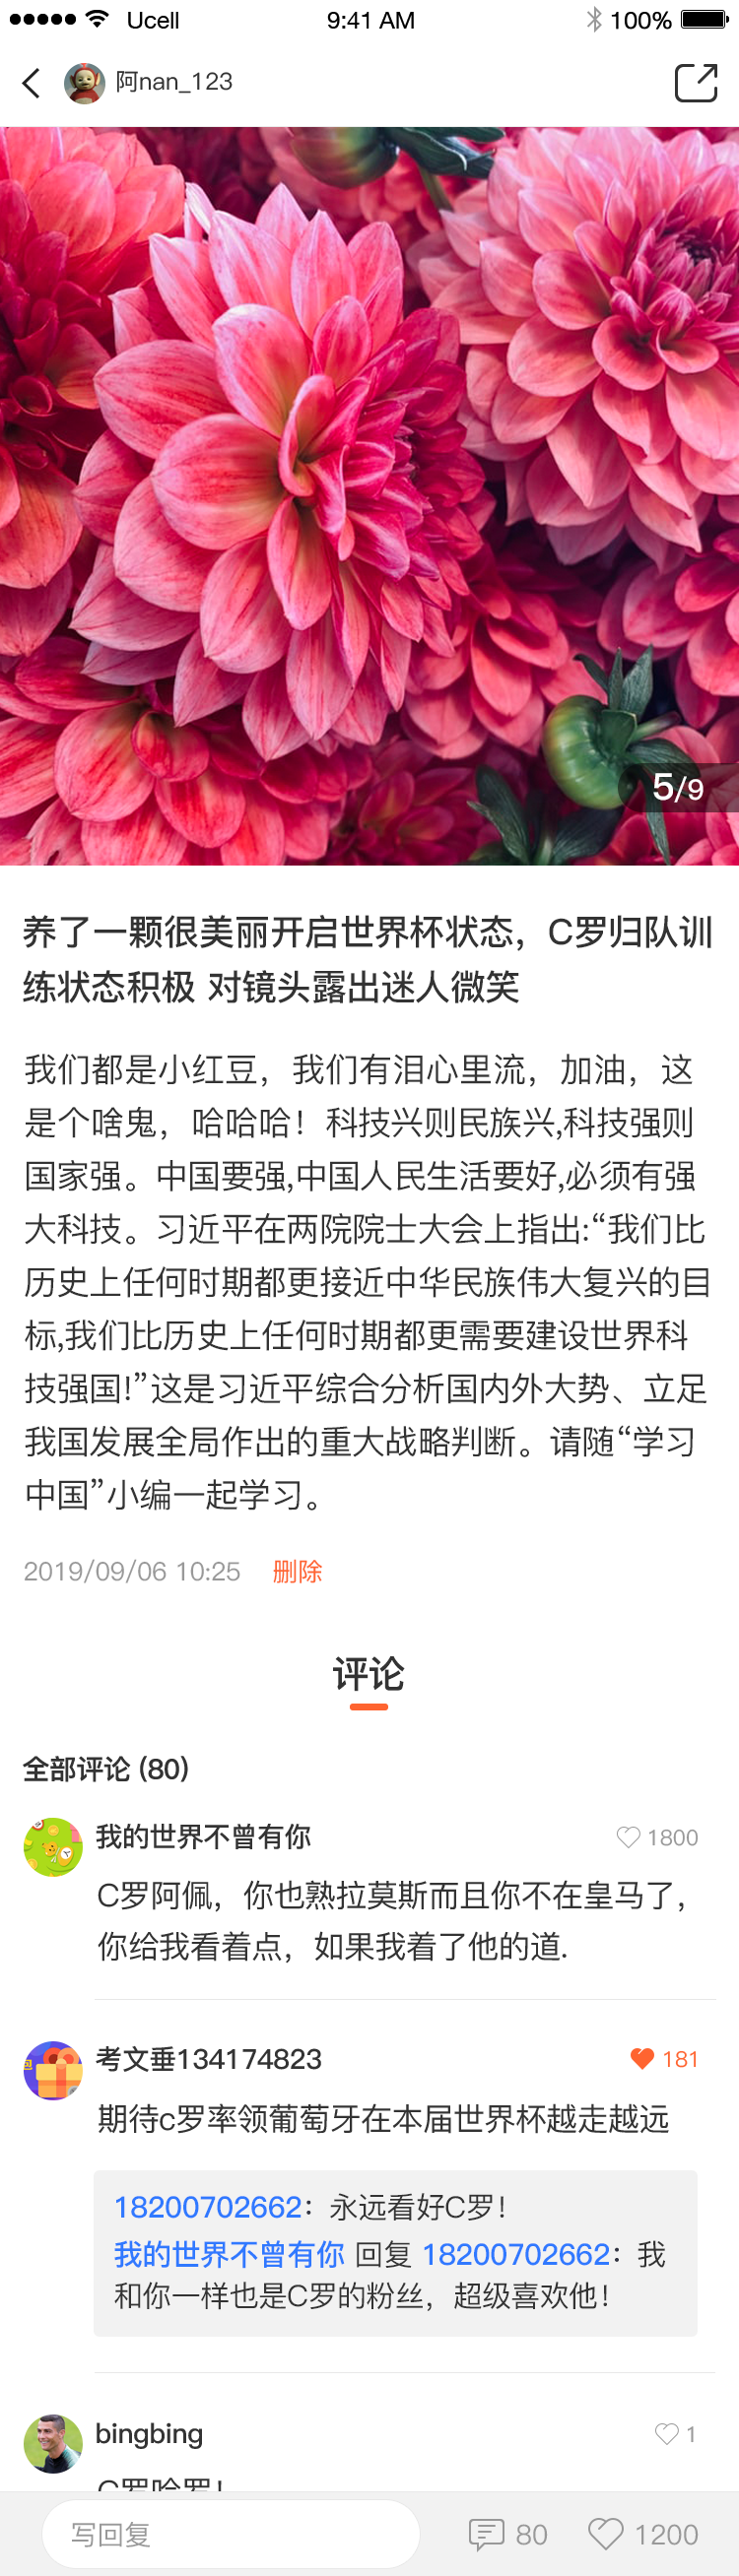 Ucell 9:41 AM 100%
阿nan_123
5/9
养了一颗很美丽开启世界杯状态，C罗归队训
练状态积极 对镜头露出迷人微笑
我们都是小红豆，我们有泪心里流，加油，这
是个啥鬼，哈哈哈！科技兴则民族兴,科技强则
国家强。中国要强,中国人民生活要好,必须有强
大科技。习近平在两院院士大会上指出:“我们比
历史上任何时期都更接近中华民族伟大复兴的目
标,我们比历史上任何时期都更需要建设世界科
技强国!”这是习近平综合分析国内外大势、立足
我国发展全局作出的重大战略判断。请随“学习
中国”小编一起学习。
2019/09/06 10:25 删除
评论
全部评论 (80)
我的世界不曾有你 1800
C罗阿佩，你也熟拉莫斯而且你不在皇马了，
你给我看着点，如果我着了他的道.
考文垂134174823 181
期待c罗率领葡萄牙在本届世界杯越走越远
18200702662：永远看好C罗！
我的世界不曾有你 回复 18200702662：我
和你一样也是C罗的粉丝，超级喜欢他！
bingbing 1
C罗哈罗！
写回复 80 1200